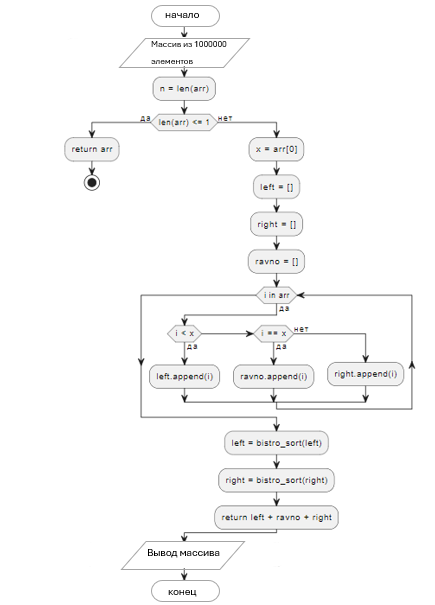 начало
Массив из 1000000
элементов
n = len(arr)
да
len(arr) <= 1
нет
return arr
x = arr[0]
left = []
right = []
ravno = []
i in arr
да
i < x
i == x
нет
да
да
left.append(i)
ravno.append(i)
right.append(i)
left = bistro_sort(left)
right = bistro_sort(right)
return left + ravno + right
Вывод массива
конец